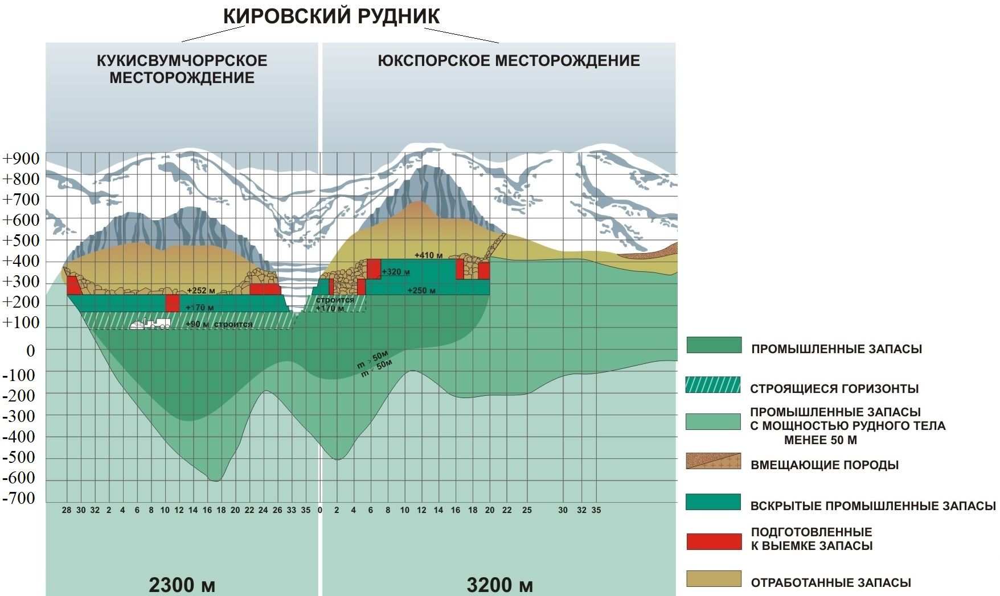 КИРОВСКИЙ РУДНИК
КУКИСВУМЧОРРСКОЕ
МЕСТОРОЖДЕНИЕ
ЮКСПОРСКОЕ МЕСТОРОЖДЕНИЕ
+900
+800
+700
+600
+500
+400
+300
+200
+100
0
-100
-200
-300
-400
-500
-600
-700
+252 м
+170 м
+90 м строится
+410 м
+320 м
+250 м
строится
+170 м
m > 50м
m < 50м
28 30 32 2 4 6 8 10 12 14 16 18 20 22 24 26 33 35 0 2 4 6 8 10 12 14 16 18 20 22 25 30 32 35
2300 м
3200 м
ПРОМЫШЛЕННЫЕ ЗАПАСЫ
СТРОЯЩИЕСЯ ГОРИЗОНТЫ
ПРОМЫШЛЕННЫЕ ЗАПАСЫ
С МОЩНОСТЬЮ РУДНОГО ТЕЛА
МЕНЕЕ 50 М
ВМЕЩАЮЩИЕ ПОРОДЫ
ВСКРЫТЫЕ ПРОМЫШЛЕННЫЕ ЗАПАСЫ
ПОДГОТОВЛЕННЫЕ
К ВЫЕМКЕ ЗАПАСЫ
ОТРАБОТАННЫЕ ЗАПАСЫ